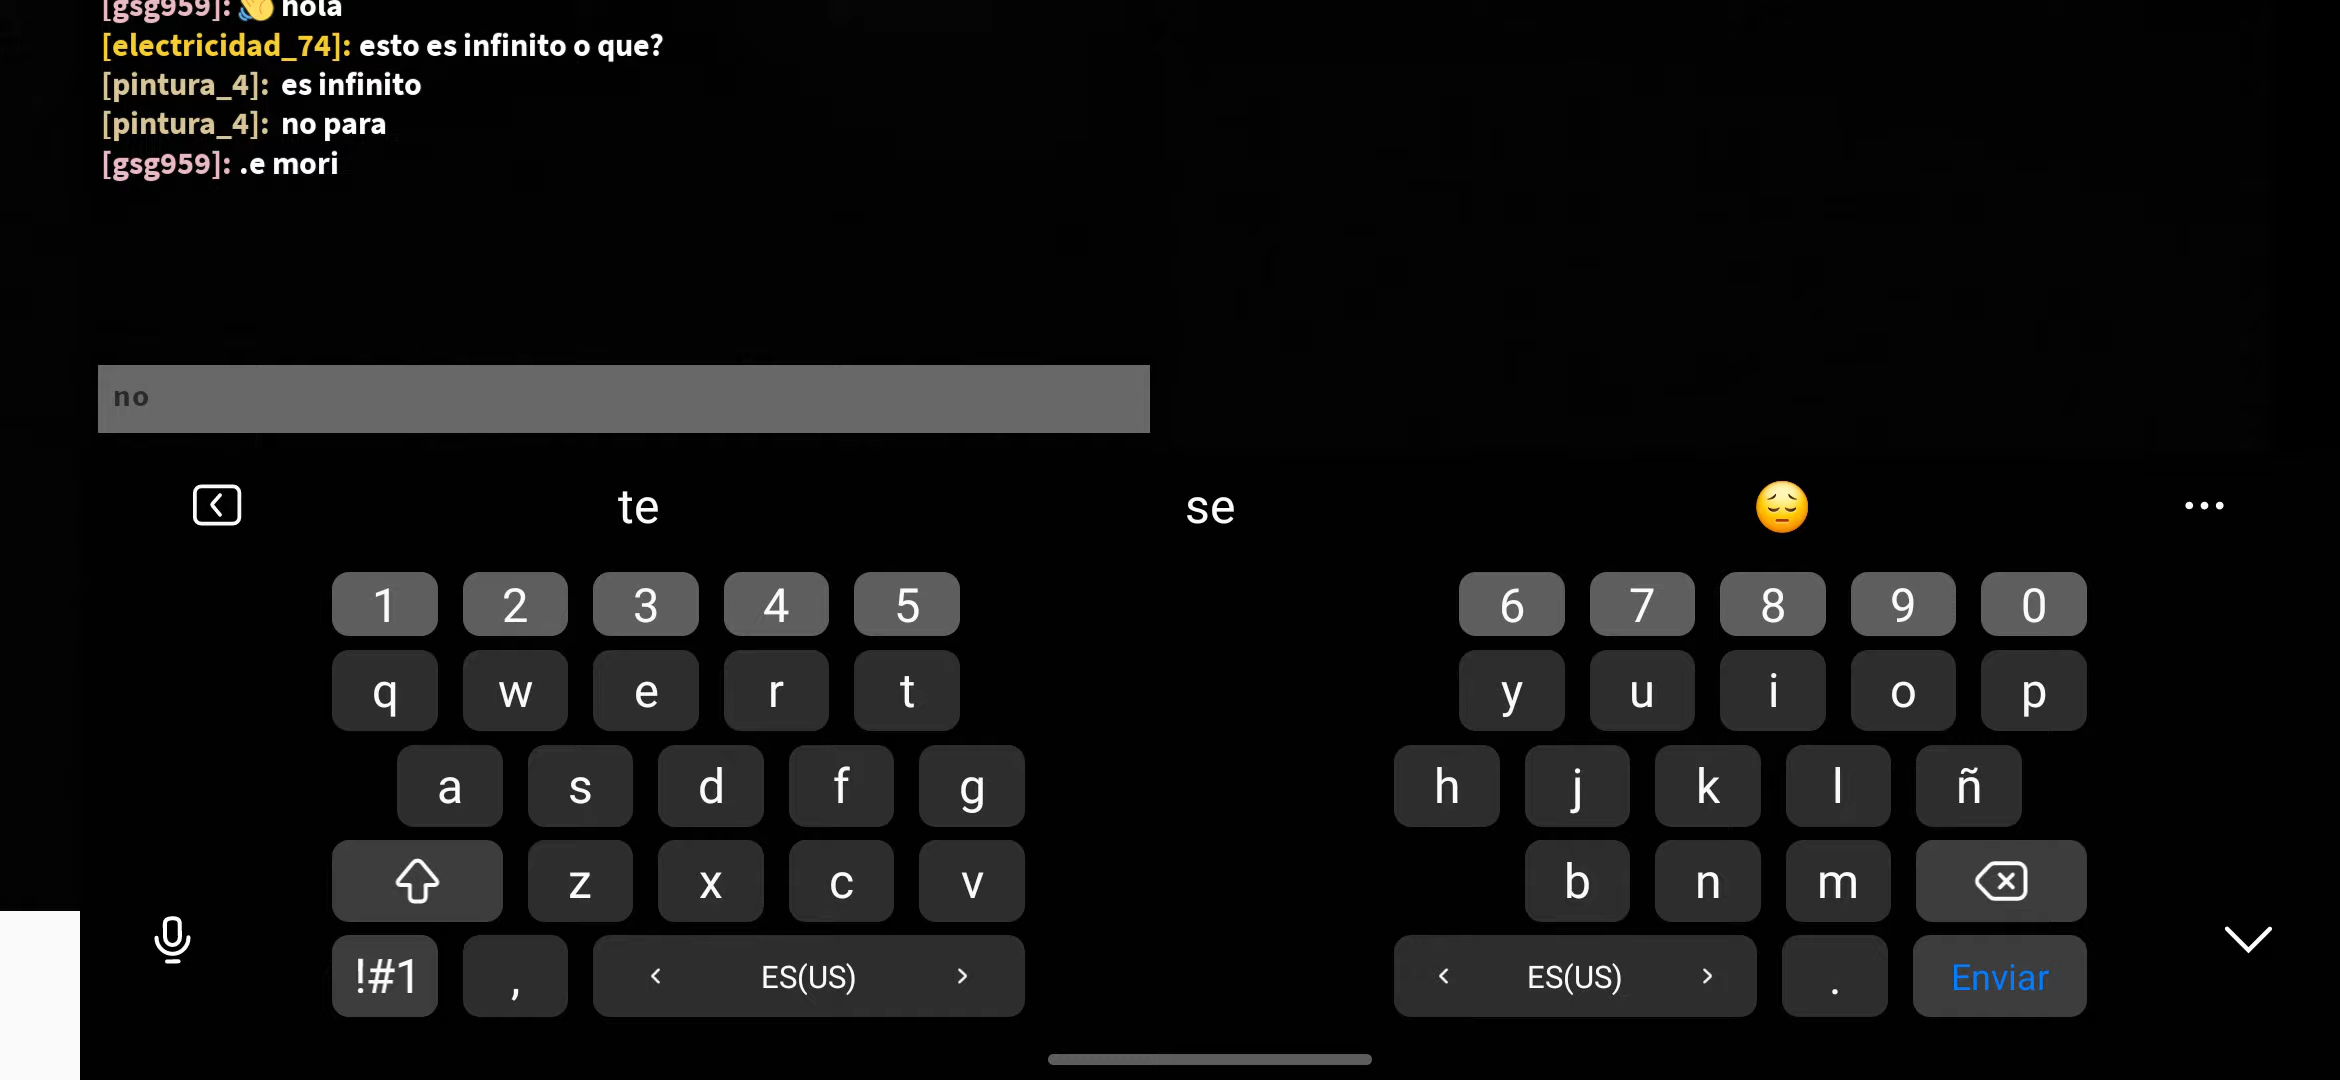 [gsg959]: 👋 hola
[electricidad_74]: esto es infinito o que?
[pintura_4]: es infinito
[pintura_4]: no para
[gsg959]: .e mori
no
te se 😔 ...
1 2 3 4 5 6 7 8 9 0
q w e r t y u i o p
a s d f g h j k l ñ
z x c v b n m
!#1 , < ES(US) > < ES(US) > . Enviar